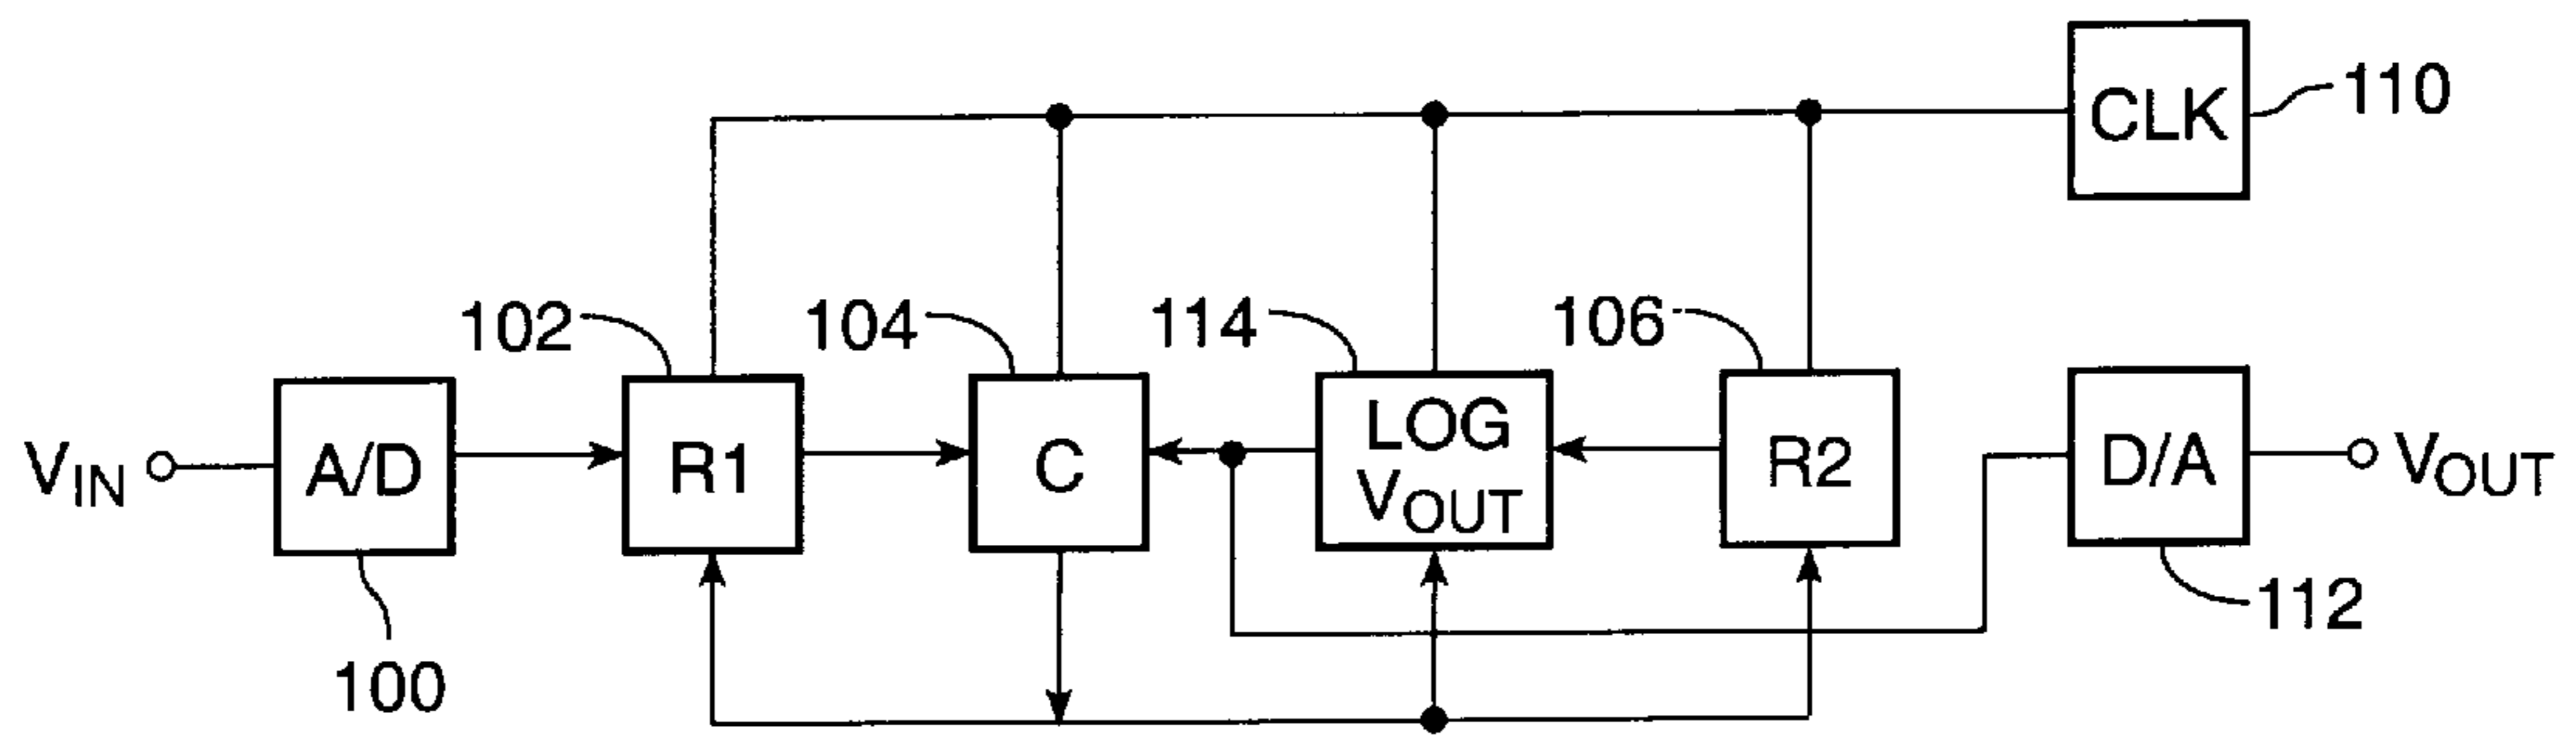 CLK
110
102
104
114
106
V_IN
A/D
R1
C
LOG
V_OUT
R2
D/A
V_OUT
100
112